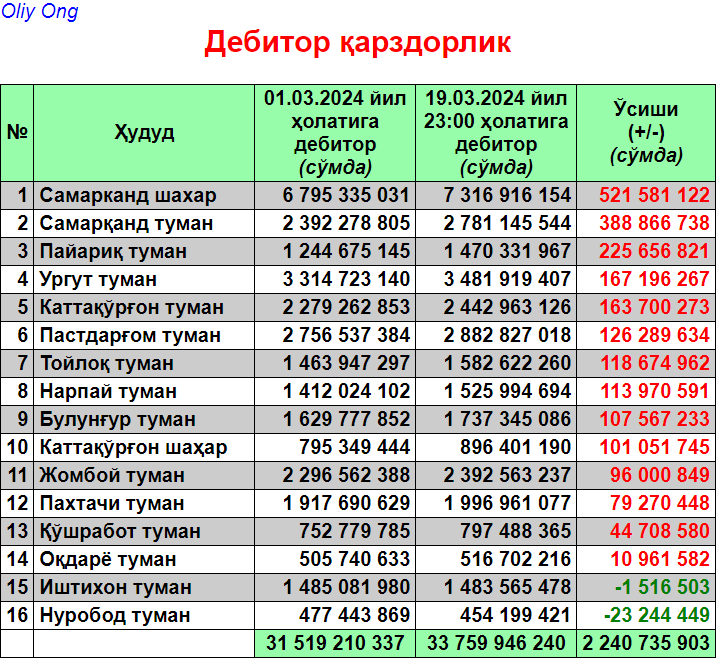 Oliy Ong
Дебитор қарздорлик
№ Ҳудуд 01.03.2024 йил ҳолатига дебитор (сўмда) 19.03.2024 йил 23:00 ҳолатига дебитор (сўмда) Ўсиши (+/-) (сўмда)
1 Самарканд шахар 6 795 335 031 7 316 916 154 521 581 122
2 Самарқанд туман 2 392 278 805 2 781 145 544 388 866 738
3 Пайариқ туман 1 244 675 145 1 470 331 967 225 656 821
4 Ургут туман 3 314 723 140 3 481 919 407 167 196 267
5 Каттақўрғон туман 2 279 262 853 2 442 963 126 163 700 273
6 Пастдарғом туман 2 756 537 384 2 882 827 018 126 289 634
7 Тойлоқ туман 1 463 947 297 1 582 622 260 118 674 962
8 Нарпай туман 1 412 024 102 1 525 994 694 113 970 591
9 Булунғур туман 1 629 777 852 1 737 345 086 107 567 233
10 Каттақўрғон шаҳар 795 349 444 896 401 190 101 051 745
11 Жомбой туман 2 296 562 388 2 392 563 237 96 000 849
12 Пахтачи туман 1 917 690 629 1 996 961 077 79 270 448
13 Қўшработ туман 752 779 785 797 488 365 44 708 580
14 Оқдарё туман 505 740 633 516 702 216 10 961 582
15 Иштихон туман 1 485 081 980 1 483 565 478 -1 516 503
16 Нуробод туман 477 443 869 454 199 421 -23 244 449
31 519 210 337 33 759 946 240 2 240 735 903